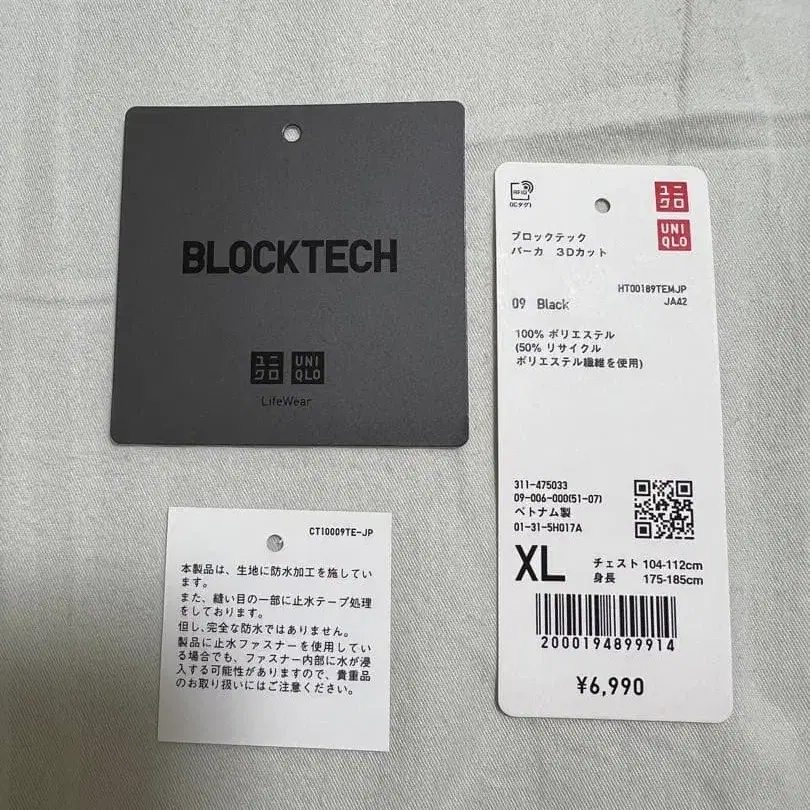 BLOCKTECH
ユニ
クロ
UNI
QLO
LifeWear
RFID
(ICタグ)
ユニ
クロ
UNI
QLO
ブロックテック
パーカ 3Dカット
HT00189TEMJP
JA42
09 Black
100% ポリエステル
(50% リサイクル
ポリエステル繊維を使用)
311-475033
09-006-000(51-07)
ベトナム製
01-31-5H017A
XL
チェスト 104-112cm
身長 175-185cm
2000194899914
¥6,990
CT10009TE-JP
本製品は、生地に防水加工を施してい
ます。
また、縫い目の一部に止水テープ処理
をしております。
但し、完全な防水ではありません。
製品に止水ファスナーを使用してい
る場合でも、ファスナー内部に水が浸
入する可能性がありますので、貴重品
のお取り扱いにはご注意ください。